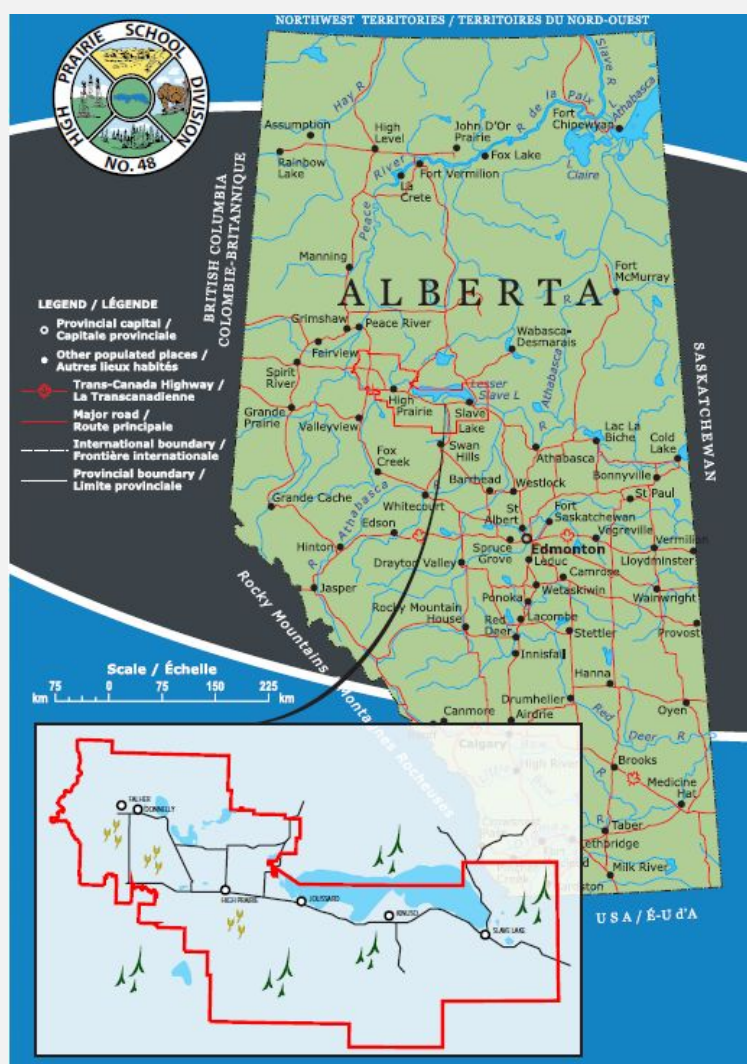 NORTHWEST TERRITORIES / TERRITOIRES DU NORD-OUEST
HIGH PRAIRIE SCHOOL DIVISION
NO. 48
Hay R
Slave R
R de la Paix
Athabasca
Fort
Chipewyan
Assumption
High
Level
John D'Or
Prairie
Rainbow
Lake
Fox Lake
L
Claire
River
Fort Vermilion
La
Crete
Peace
BRITISH COLUMBIA
COLOMBIE-BRITANNIQUE
Manning
Fort
McMurray
ALBERTA
LEGEND / LÉGENDE
Provincial capital /
Capitale provinciale
Other populated places /
Autres lieux habités
Trans-Canada Highway /
La Transcanadienne
Major road /
Route principale
International boundary /
Frontière internationale
Provincial boundary /
Limite provinciale
Grimshaw
Peace River
Fairview
Wabasca-
Desmarais
R
Athabasca
SASKATCHEWAN
Spirit
River
High
Prairie
Lesser
Slave L
Slave
Lake
R
Grande
Prairie
Valleyview
Swan
Hills
Athabasca
Lac La
Biche
Cold
Lake
Fox
Creek
Bonnyville
Barrhead
Westlock
St Paul
Grande Cache
Whitecourt
R
Athabasca
R
St
Albert
Fort
Saskatchewan
Edson
Vegreville
Vermilion
Hinton
Spruce
Grove
Edmonton
Lloydminster
Drayton Valley
Leduc
Camrose
Jasper
Wetaskiwin
Wainwright
Ponoka
Rocky Mountain
House
Lacombe
Red
Deer
Stettler
Provost
Innisfail
Rocky Mountains
Montagnes Rocheuses
Hanna
Scale / Échelle
75 0 75 150 225
km km
Drumheller
Oyen
Canmore
Airdrie
Red
Deer R
Calgary
High River
Brooks
R
Medicine
Hat
R
Taber
Milk River
USA / É-U d'A
FALHER
DONNELLY
HIGH PRAIRIE
JOUSSARD
KINUSO
SLAVE LAKE